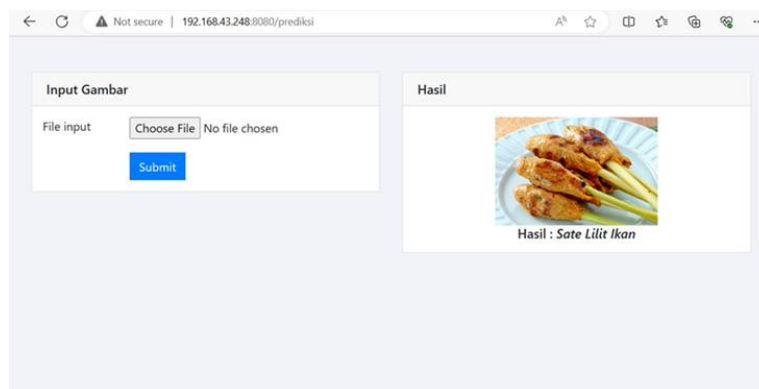 Not secure | 192.168.43.248:8080/prediksi
Input Gambar
File input Choose File No file chosen
Submit
Hasil
Hasil : Sate Lilit Ikan